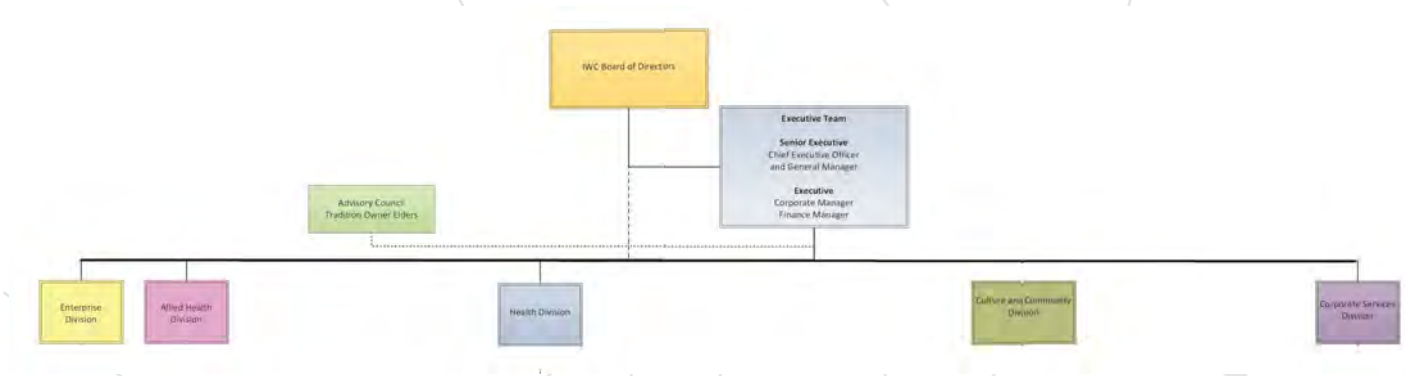 IWC Board of Directors
Executive Team
Senior Executive
Chief Executive Officer
and General Manager
Executive
Corporate Manager
Finance Manager
Advisory Council
Tradition Owner Elders
Enterprise
Division
Allied Health
Division
Health Division
Culture and Community
Division
Corporate Services
Division